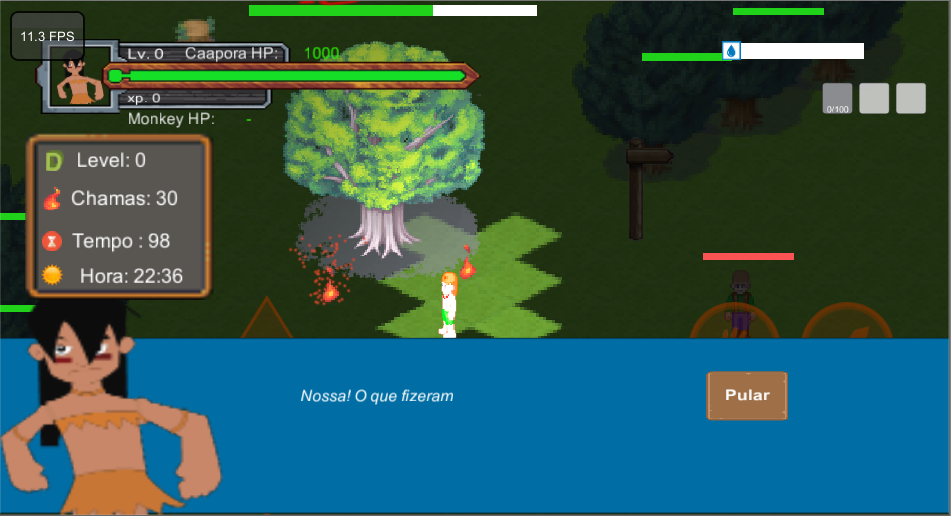 11.3 FPS
Lv. 0 Caapora HP: 1000
xp. 0
Monkey HP: -
0/100
D Level: 0
Chamas: 30
Tempo : 98
Hora: 22:36
Nossa! O que fizeram
Pular